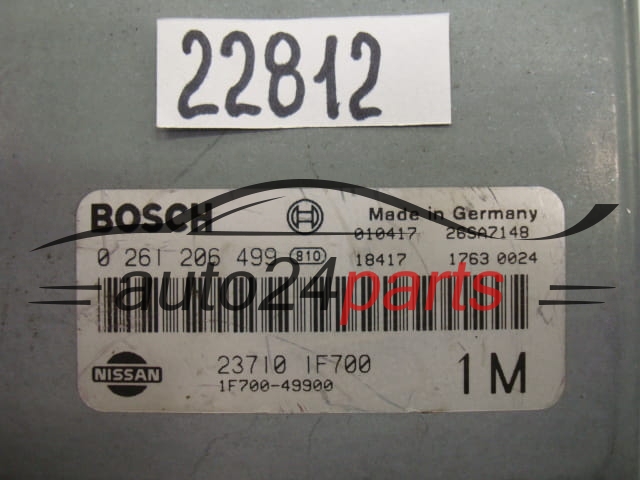 22812
BOSCH
Made in Germany
010417 26SA7148
0 261 206 499 810
18417 1763 0024
auto24parts
NISSAN
23710 1F700
1F700-49900
1M